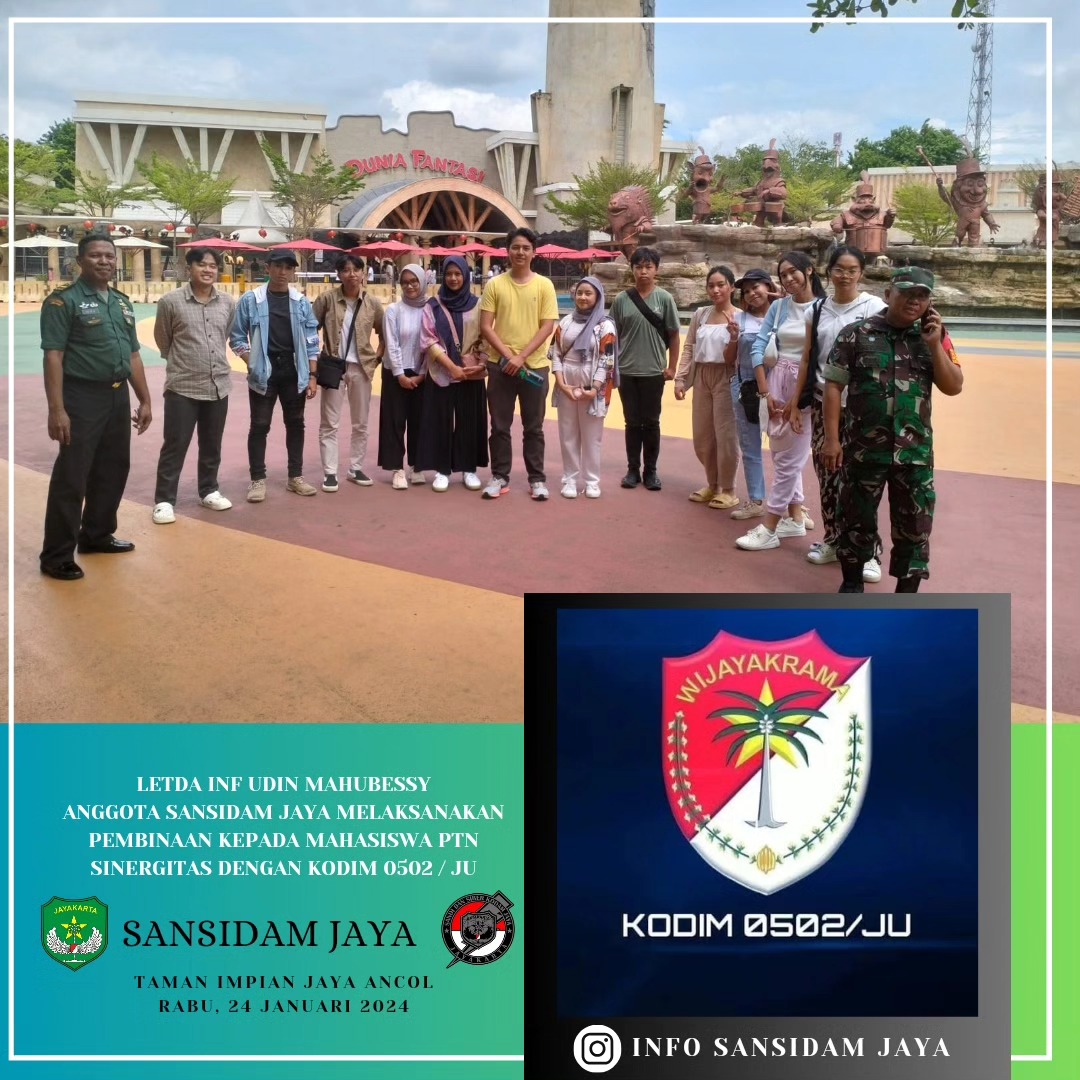 DUNIA FANTASI
WIJAYAKRAMA
KODIM 0502/JU
LETDA INF UDIN MAHUBESSY
ANGGOTA SANSIDAM JAYA MELAKSANAKAN
PEMBINAAN KEPADA MAHASISWA PTN
SINERGITAS DENGAN KODIM 0502 / JU
JAYAKARTA
SANSIDAM JAYA
JAYAKARTA
TAMAN IMPIAN JAYA ANCOL
RABU, 24 JANUARI 2024
INFO SANSIDAM JAYA